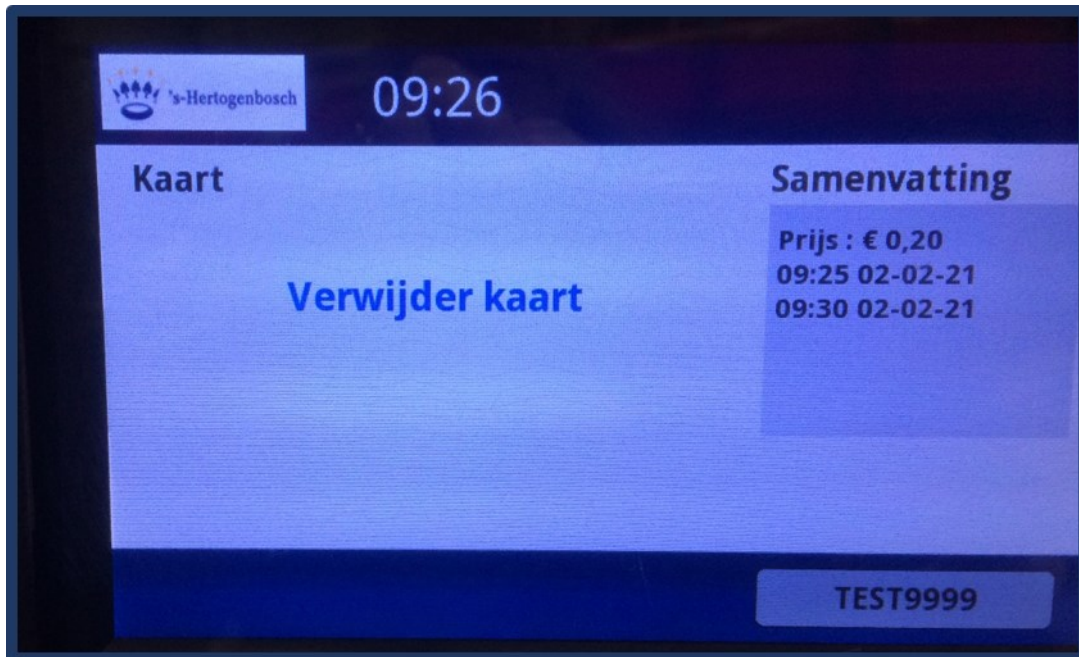 's-Hertogenbosch
09:26
Kaart
Verwijder kaart
Samenvatting
Prijs : € 0,20
09:25 02-02-21
09:30 02-02-21
TEST9999